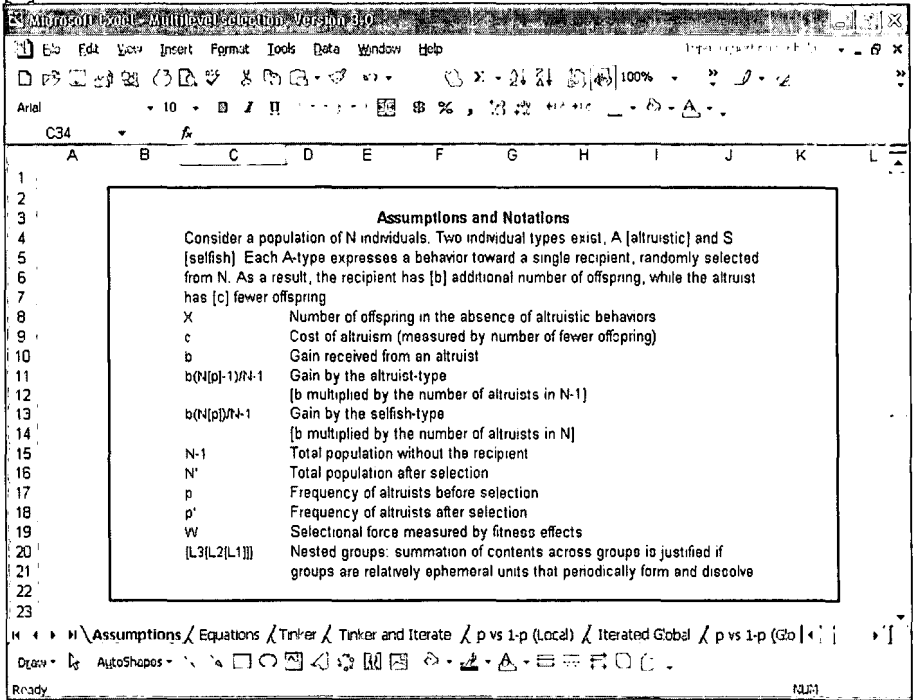 Microsoft Excel - Multilevel selection, Version 3.0
Edit View Insert Format Tools Data Window Help
100%
Arial 10 B I U $ % ,
C34 fx
A B C D E F G H I J K L
1
2
3 Assumptions and Notations
4 Consider a population of N individuals. Two individual types exist, A [altruistic] and S
5 [selfish] Each A-type expresses a behavior toward a single recipient, randomly selected
6 from N. As a result, the recipient has [b] additional number of offspring, while the altruist
7 has [c] fewer offspring
8 X Number of offspring in the absence of altruistic behaviors
9 c Cost of altruism (measured by number of fewer offspring)
10 b Gain received from an altruist
11 b(N[p]-1)/N-1 Gain by the altruist-type
12 [b multiplied by the number of altruists in N-1]
13 b(N[p])/N-1 Gain by the selfish-type
14 [b multiplied by the number of altruists in N]
15 N-1 Total population without the recipient
16 N' Total population after selection
17 p Frequency of altruists before selection
18 p' Frequency of altruists after selection
19 W Selectional force measured by fitness effects
20 [L3[L2[L1]]] Nested groups: summation of contents across groups is justified if
21 groups are relatively ephemeral units that periodically form and dissolve
22
23
Assumptions / Equations / Tinker / Tinker and Iterate / p vs 1-p (Local) / Iterated Global / p vs 1-p (Glo
Draw AutoShapes
Ready NUM